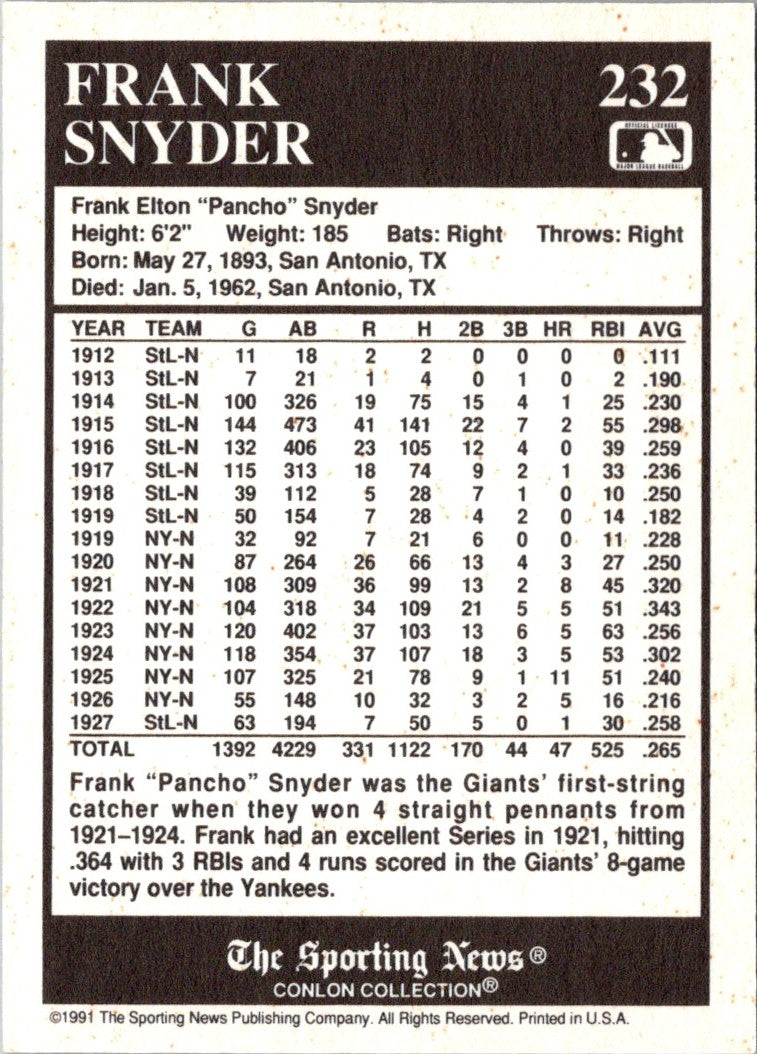 FRANK
SNYDER
232
OFFICIAL LICENSEE
MAJOR LEAGUE BASEBALL
Frank Elton “Pancho” Snyder
Height: 6'2" Weight: 185 Bats: Right Throws: Right
Born: May 27, 1893, San Antonio, TX
Died: Jan. 5, 1962, San Antonio, TX
YEAR TEAM G AB R H 2B 3B HR RBI AVG
1912 StL-N 11 18 2 2 0 0 0 0 .111
1913 StL-N 7 21 1 4 0 1 0 2 .190
1914 StL-N 100 326 19 75 15 4 1 25 .230
1915 StL-N 144 473 41 141 22 7 2 55 .298
1916 StL-N 132 406 23 105 12 4 0 39 .259
1917 StL-N 115 313 18 74 9 2 1 33 .236
1918 StL-N 39 112 5 28 7 1 0 10 .250
1919 StL-N 50 154 7 28 4 2 0 14 .182
1919 NY-N 32 92 7 21 6 0 0 11 .228
1920 NY-N 87 264 26 66 13 4 3 27 .250
1921 NY-N 108 309 36 99 13 2 8 45 .320
1922 NY-N 104 318 34 109 21 5 5 51 .343
1923 NY-N 120 402 37 103 13 6 5 63 .256
1924 NY-N 118 354 37 107 18 3 5 53 .302
1925 NY-N 107 325 21 78 9 1 11 51 .240
1926 NY-N 55 148 10 32 3 2 5 16 .216
1927 StL-N 63 194 7 50 5 0 1 30 .258
TOTAL 1392 4229 331 1122 170 44 47 525 .265
Frank “Pancho” Snyder was the Giants’ first-string
catcher when they won 4 straight pennants from
1921–1924. Frank had an excellent Series in 1921, hitting
.364 with 3 RBIs and 4 runs scored in the Giants’ 8-game
victory over the Yankees.
The Sporting News®
CONLON COLLECTION®
©1991 The Sporting News Publishing Company. All Rights Reserved. Printed in U.S.A.